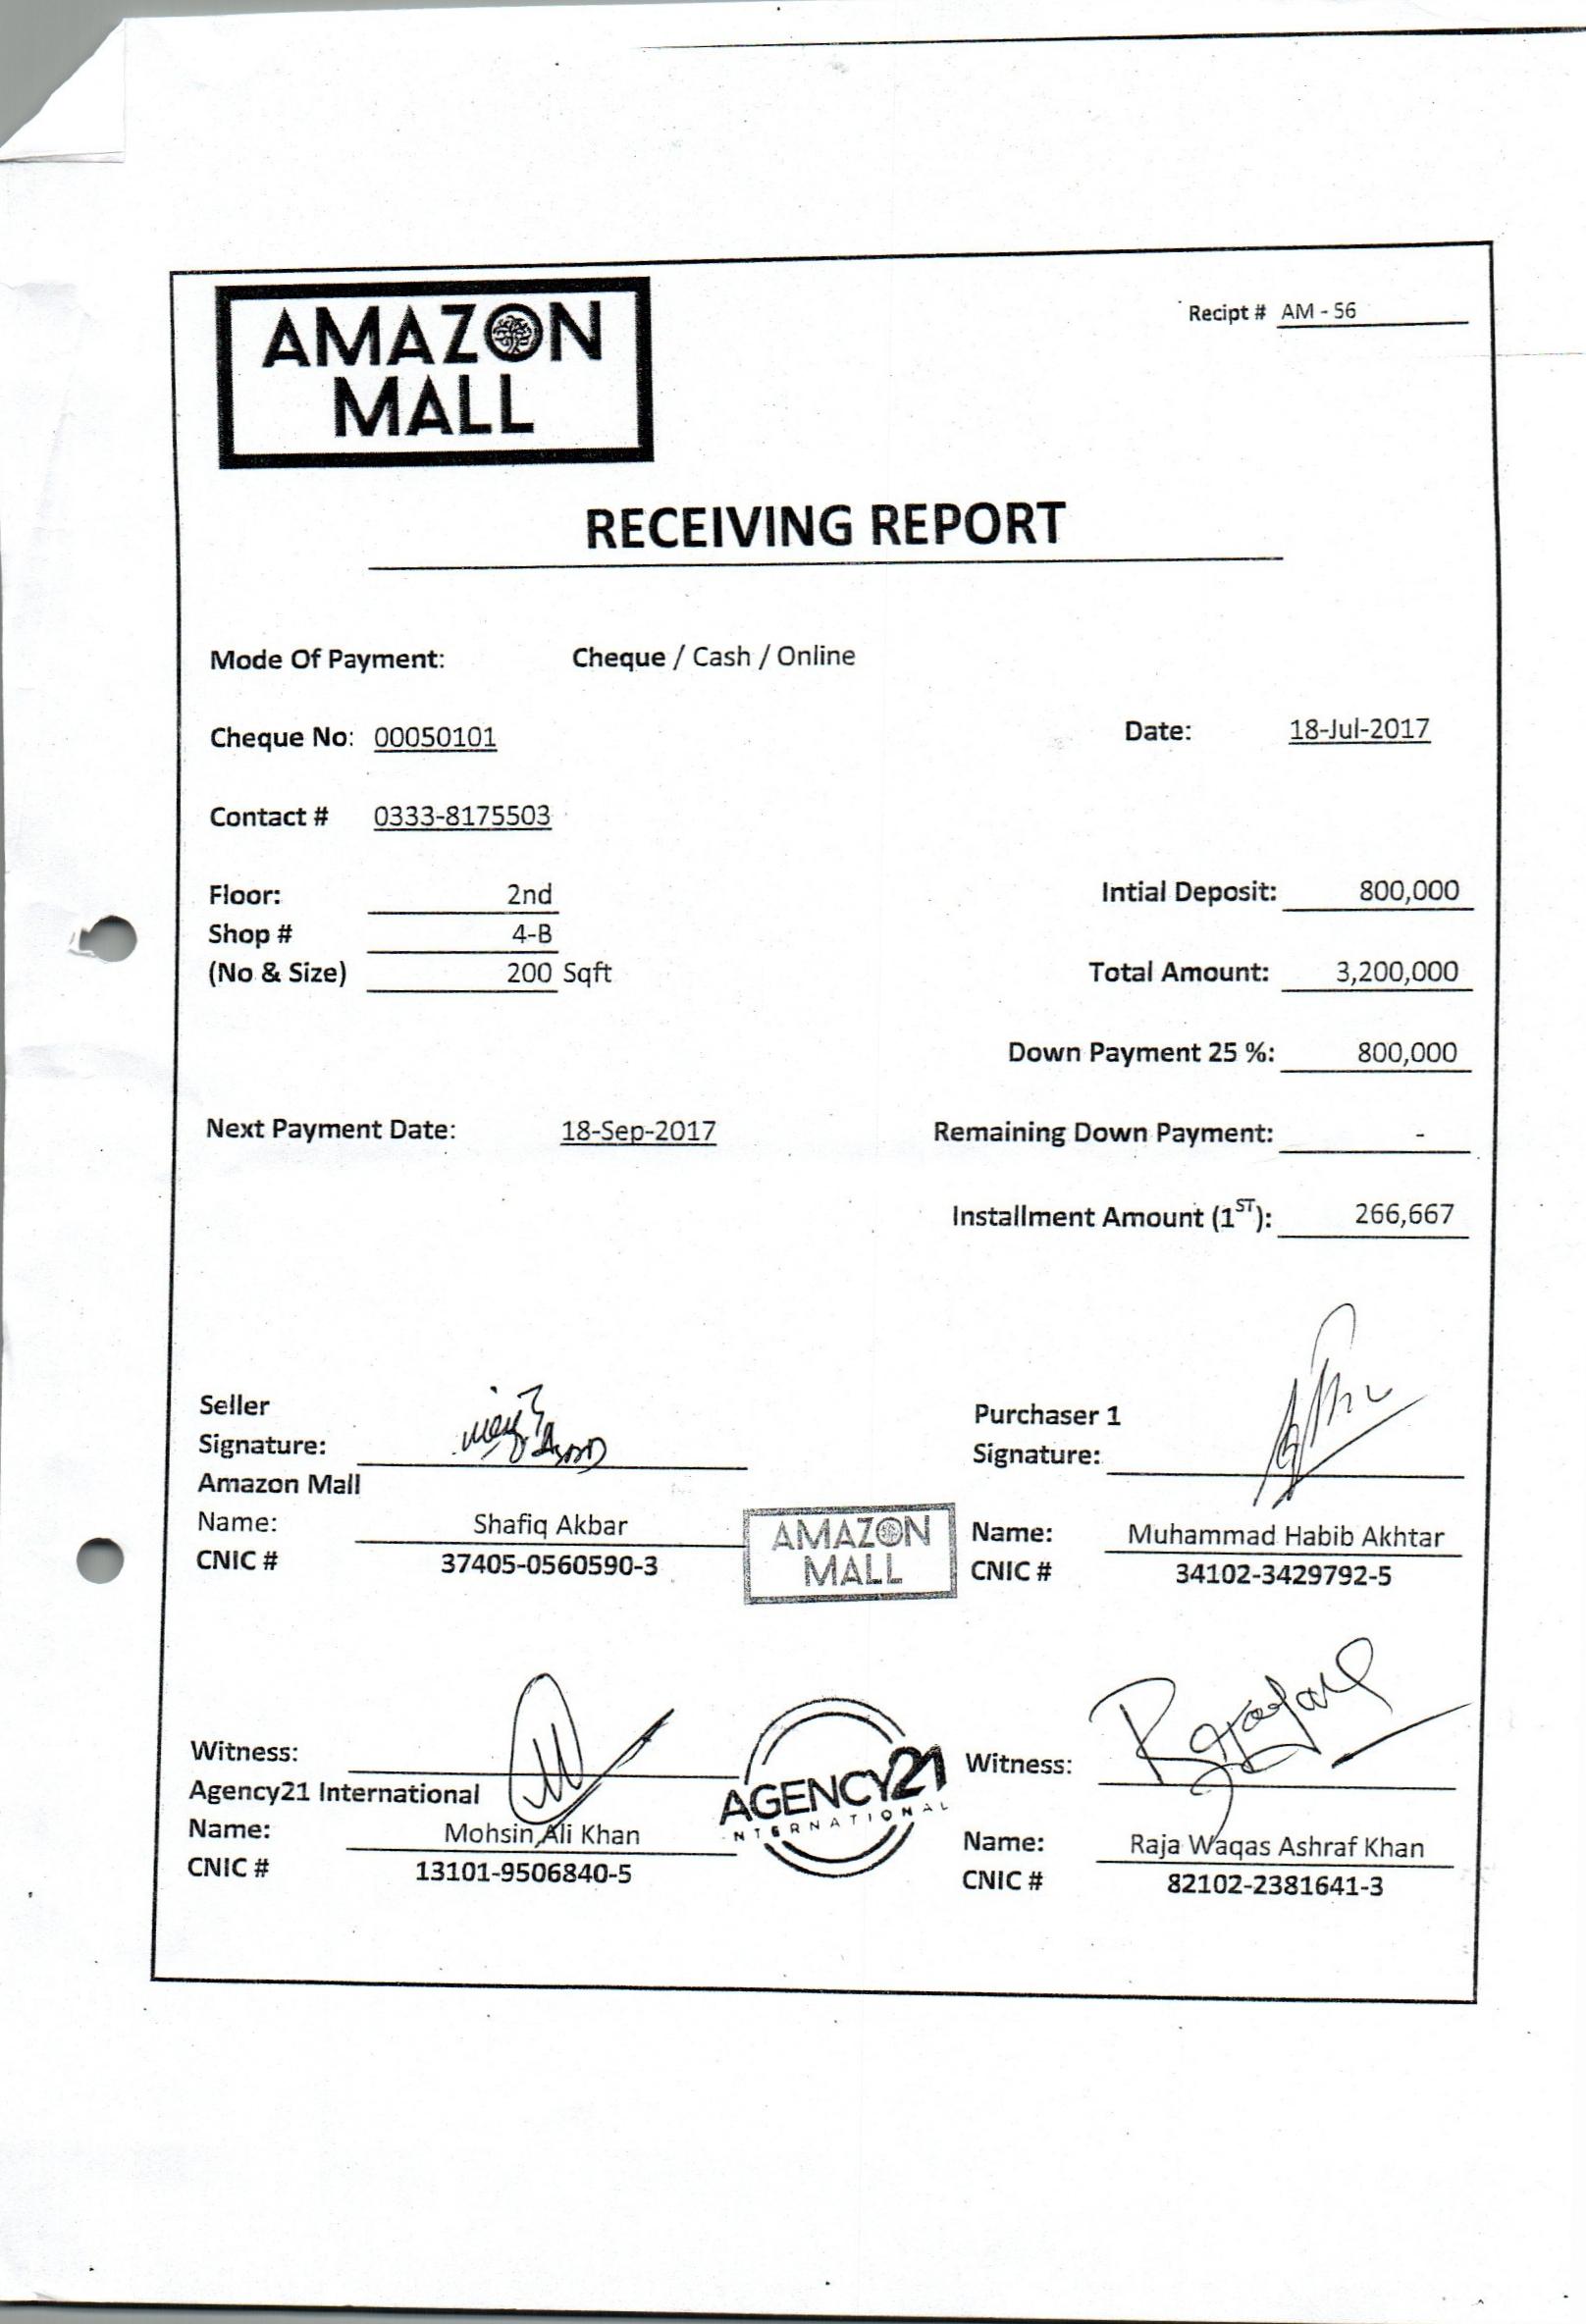 AMAZON
MALL
Recipt # AM - 56
RECEIVING REPORT
Mode Of Payment: Cheque / Cash / Online
Cheque No: 00050101 Date: 18-Jul-2017
Contact # 0333-8175503
Floor: 2nd Intial Deposit: 800,000
Shop # 4-B
(No & Size) 200 Sqft Total Amount: 3,200,000
Down Payment 25 %: 800,000
Next Payment Date: 18-Sep-2017 Remaining Down Payment: -
Installment Amount (1ST): 266,667
Seller
Signature:
Amazon Mall
Name: Shafiq Akbar
CNIC # 37405-0560590-3
AMAZON
MALL
Purchaser 1
Signature:
Name: Muhammad Habib Akhtar
CNIC # 34102-3429792-5
Witness:
Agency21 International
Name: Mohsin Ali Khan
CNIC # 13101-9506840-5
AGENCY21
INTERNATIONAL
Witness:
Name: Raja Waqas Ashraf Khan
CNIC # 82102-2381641-3